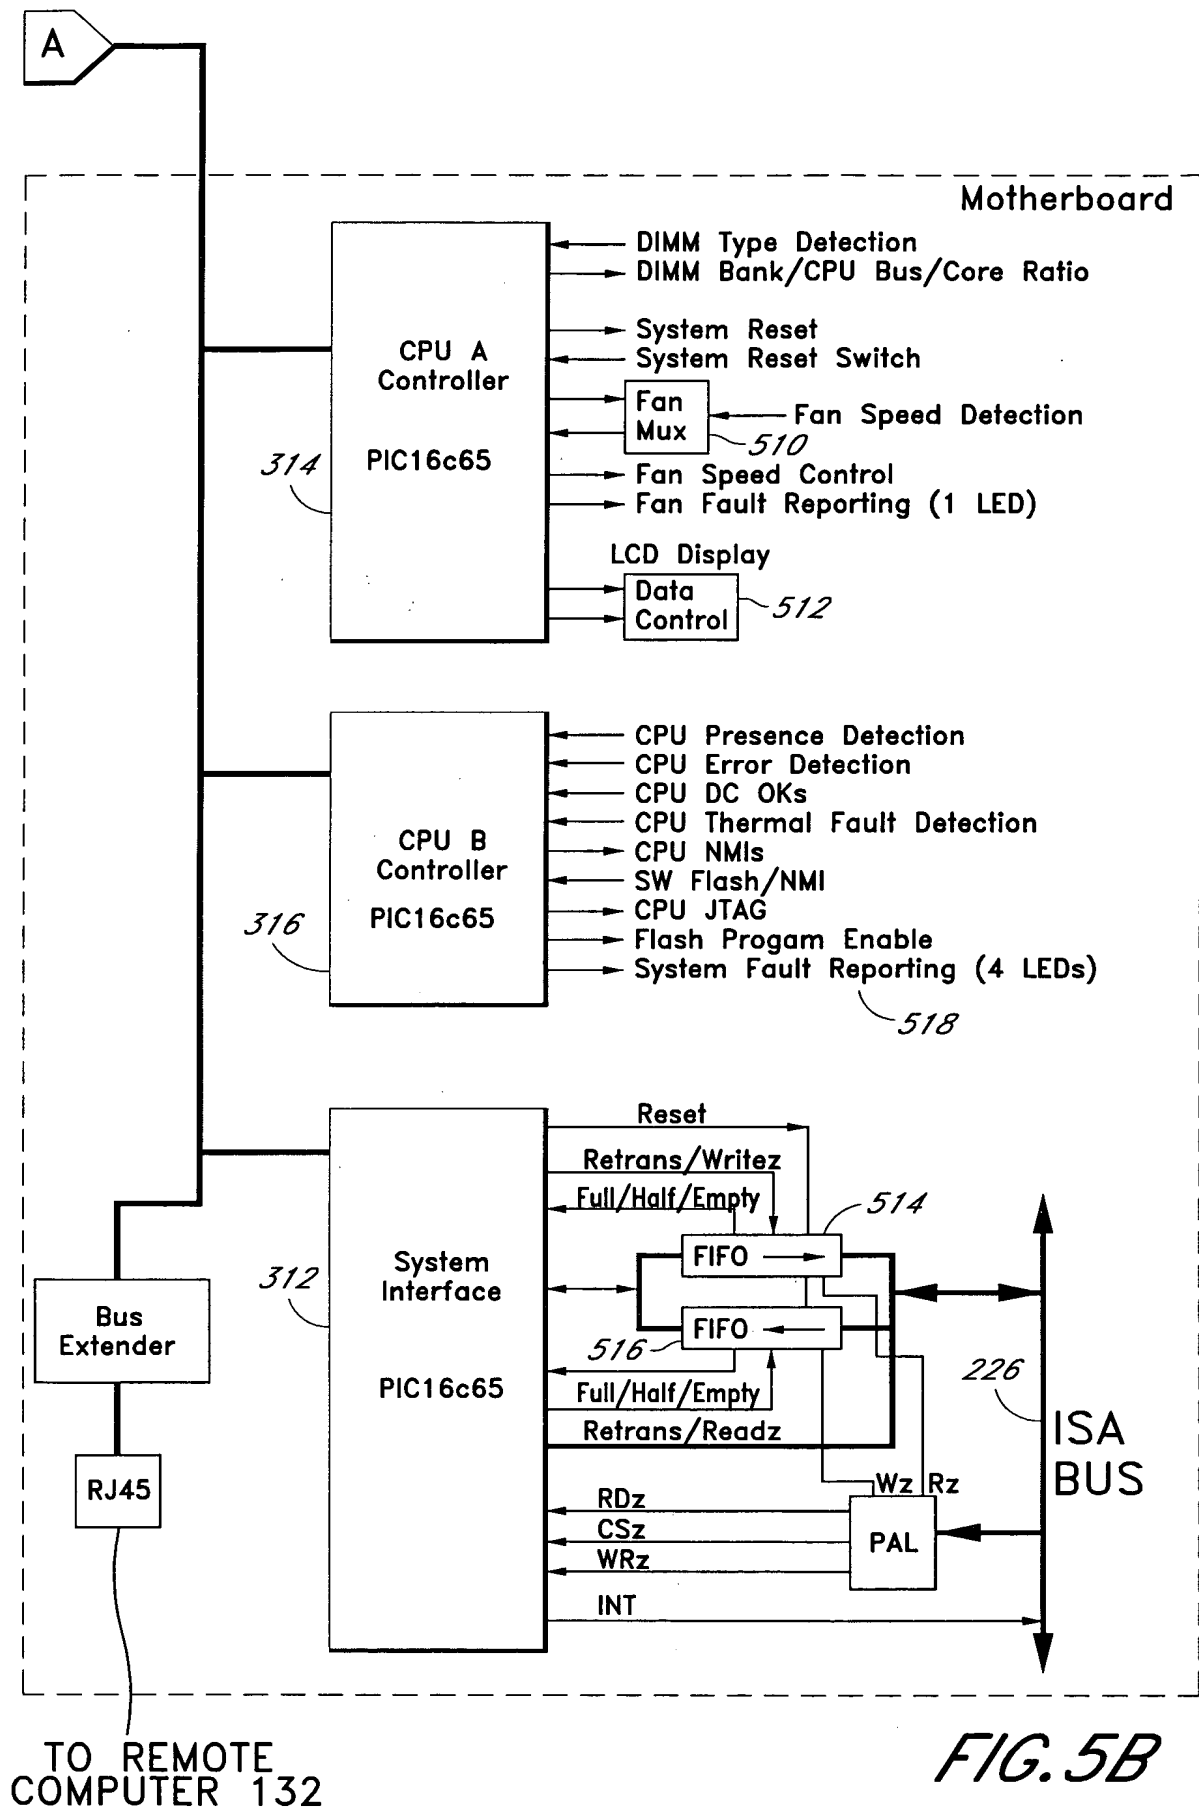 A
Motherboard
DIMM Type Detection
DIMM Bank/CPU Bus/Core Ratio
System Reset
System Reset Switch
CPU A
Controller
PIC16c65
314
Fan
Mux
Fan Speed Detection
510
Fan Speed Control
Fan Fault Reporting (1 LED)
LCD Display
Data
Control
512
CPU Presence Detection
CPU Error Detection
CPU DC OKs
CPU Thermal Fault Detection
CPU NMIs
SW Flash/NMI
CPU JTAG
Flash Progam Enable
System Fault Reporting (4 LEDs)
518
CPU B
Controller
PIC16c65
316
Reset
Retrans/Writez
Full/Half/Empty
514
FIFO
System
Interface
PIC16c65
312
FIFO
516
Full/Half/Empty
Retrans/Readz
226
ISA
BUS
Wz Rz
RDz
CSz
WRz
PAL
INT
Bus
Extender
RJ45
TO REMOTE
COMPUTER 132
FIG. 5B